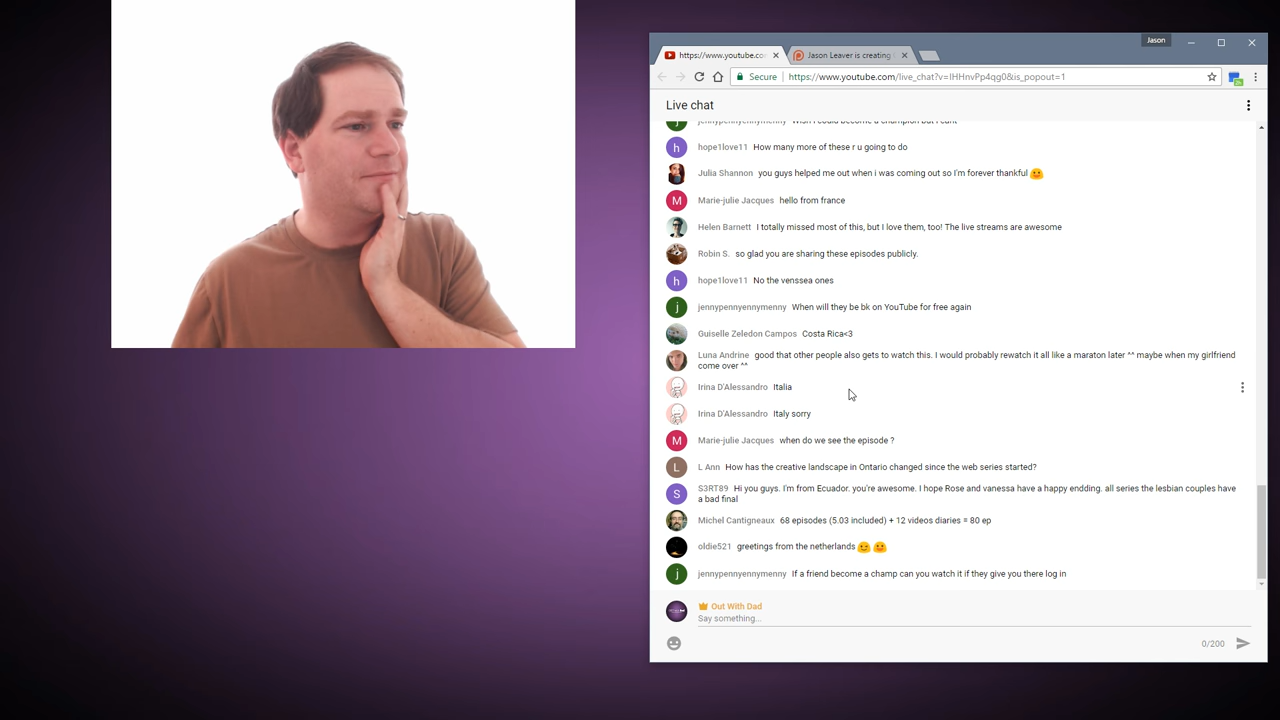 Jason
https://www.youtube.co
Jason Leaver is creating
Secure https://www.youtube.com/live_chat?v=IHHnvPp4qg0&is_popout=1
Live chat
jennypennyennymenny Wish I could become a champion but I cant
hope1love11 How many more of these r u going to do
Julia Shannon you guys helped me out when i was coming out so I'm forever thankful
M Marie-julie Jacques hello from france
Helen Barnett I totally missed most of this, but I love them, too! The live streams are awesome
Robin S. so glad you are sharing these episodes publicly.
h hope1love11 No the venssea ones
j jennypennyennymenny When will they be bk on YouTube for free again
Guiselle Zeledon Campos Costa Rica<3
Luna Andrine good that other people also gets to watch this. I would probably rewatch it all like a maraton later ^^ maybe when my girlfriend
come over ^^
Irina D'Alessandro Italia
Irina D'Alessandro Italy sorry
M Marie-julie Jacques when do we see the episode ?
L L Ann How has the creative landscape in Ontario changed since the web series started?
S S3RT89 Hi you guys. I'm from Ecuador. you're awesome. I hope Rose and vanessa have a happy endding. all series the lesbian couples have
a bad final
Michel Cantigneaux 68 episodes (5.03 included) + 12 videos diaries = 80 ep
oldie521 greetings from the netherlands
j jennypennyennymenny If a friend become a champ can you watch it if they give you there log in
Out With Dad
Say something...
0/200